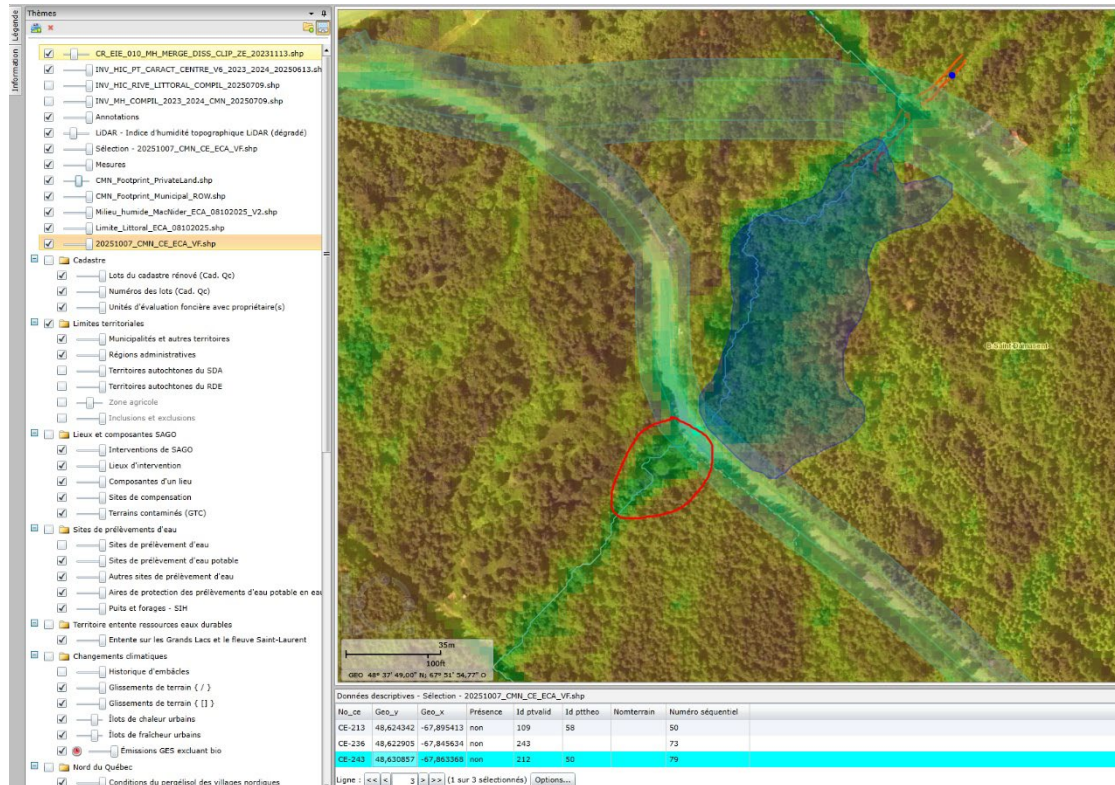 Légende
Information
Thèmes
CR_EIE_010_MH_MERGE_DISS_CLIP_ZE_20231113.shp
INV_HIC_PT_CARACT_CENTRE_V6_2023_2024_20250613.sh
INV_HIC_RIVE_LITTORAL_COMPIL_20250709.shp
INV_MH_COMPIL_2023_2024_CMN_20250709.shp
Annotations
LiDAR - Indice d'humidité topographique LiDAR (dégradé)
Sélection - 20251007_CMN_CE_ECA_VF.shp
Mesures
CMN_Footprint_PrivateLand.shp
CMN_Footprint_Municipal_ROW.shp
Milieu_humide_MacNider_ECA_08102025_V2.shp
Limite_Littoral_ECA_08102025.shp
20251007_CMN_CE_ECA_VF.shp
Cadastre
Lots du cadastre rénové (Cad. Qc)
Numéros des lots (Cad. Qc)
Unités d'évaluation foncière avec propriétaire(s)
Limites territoriales
Municipalités et autres territoires
Régions administratives
Territoires autochtones du SDA
Territoires autochtones du RDE
Zone agricole
Inclusions et exclusions
Lieux et composantes SAGO
Interventions de SAGO
Lieux d'intervention
Composantes d'un lieu
Sites de compensation
Terrains contaminés (GTC)
Sites de prélèvements d'eau
Sites de prélèvement d'eau
Sites de prélèvement d'eau potable
Autres sites de prélèvement d'eau
Aires de protection des prélèvements d'eau potable en eau
Puits et forages - SIH
Territoire entente ressources eaux durables
Entente sur les Grands Lacs et le fleuve Saint-Laurent
Changements climatiques
Historique d'embâcles
Glissements de terrain ( / )
Glissements de terrain ( [] )
Îlots de chaleur urbains
Îlots de fraîcheur urbains
Émissions GES excluant bio
Nord du Québec
Conditions du pergélisol des villages nordiques
35m
100ft
GEO 48° 37' 49,00" N; 67° 51' 54,77" O
Données descriptives - Sélection - 20251007_CMN_CE_ECA_VF.shp
No_ce Geo_y Geo_x Présence Id ptvalid Id pttheo Nomterrain Numéro séquentiel
CE-213 48,624342 -67,895413 non 109 58 50
CE-236 48,622905 -67,845634 non 243 73
CE-243 48,630857 -67,863368 non 212 50 79
Ligne : << < 3 > >> (1 sur 3 sélectionnés) Options...